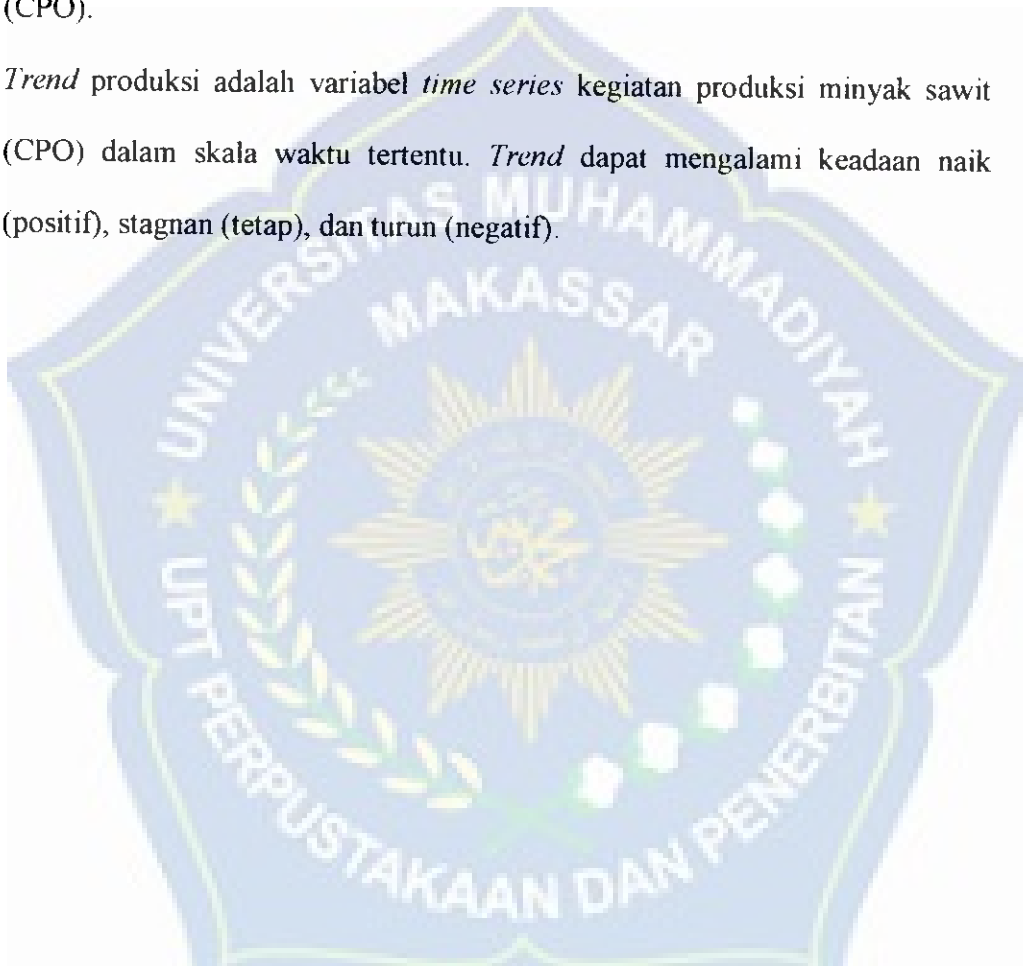 (CPO).
Trend produksi adalah variabel time series kegiatan produksi minyak sawit
(CPO) dalam skala waktu tertentu. Trend dapat mengalami keadaan naik
(positif), stagnan (tetap), dan turun (negatif).
UNIVERSITAS MUHAMMADIYAH
MAKASSAR
UPT PERPUSTAKAAN DAN PENERBITAN